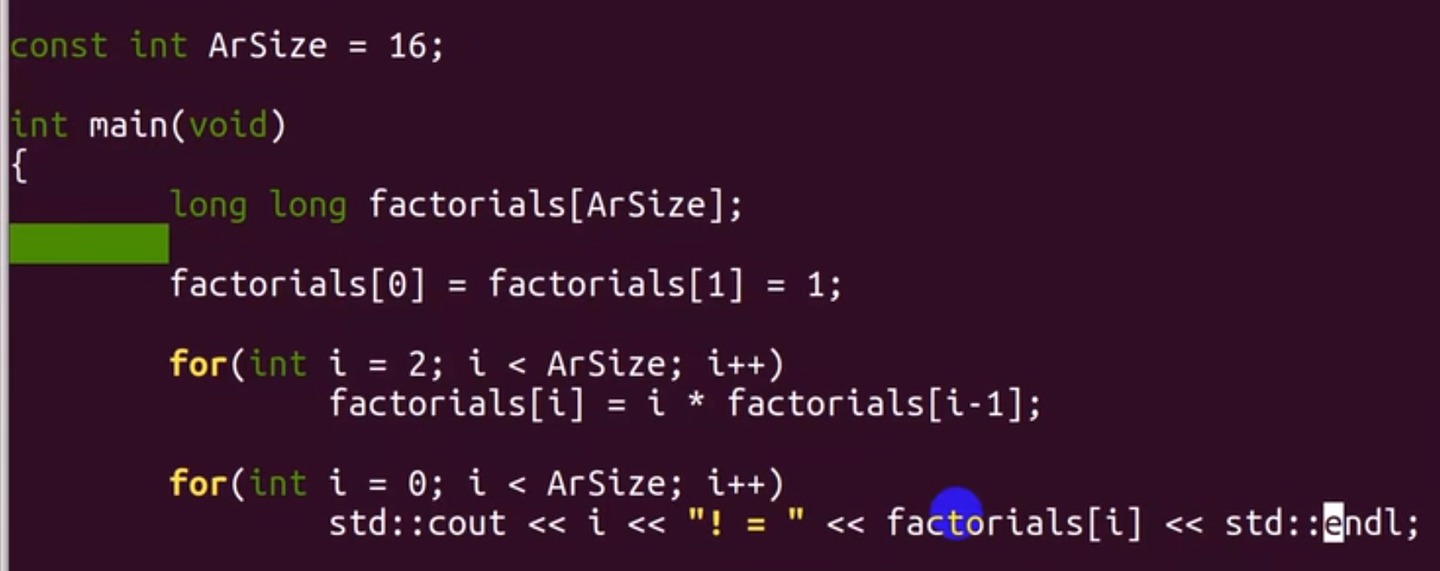 const int ArSize = 16;
int main(void)
{
long long factorials[ArSize];
factorials[0] = factorials[1] = 1;
for(int i = 2; i < ArSize; i++)
factorials[i] = i * factorials[i-1];
for(int i = 0; i < ArSize; i++)
std::cout << i << "! = " << factorials[i] << std::endl;